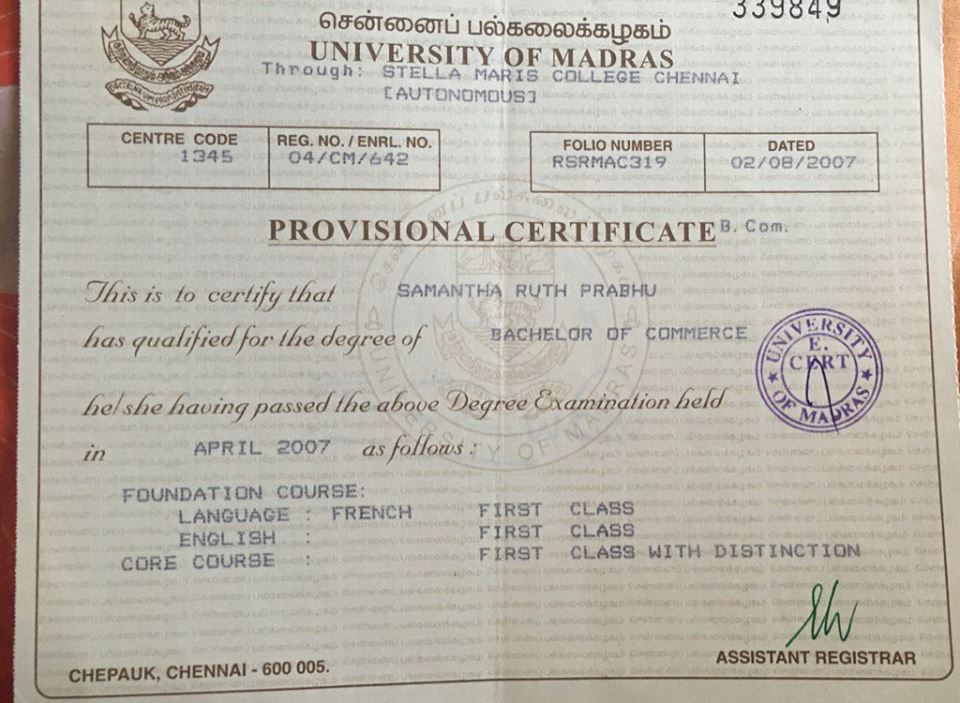 339849
சென்னைப் பல்கலைக்கழகம்
UNIVERSITY OF MADRAS
Through: STELLA MARIS COLLEGE CHENNAI
[AUTONOMOUS]
CENTRE CODE REG. NO. / ENRL. NO. FOLIO NUMBER DATED
1345 04/CM/642 RSRMAC319 02/08/2007
PROVISIONAL CERTIFICATE B. Com.
This is to certify that SAMANTHA RUTH PRABHU
has qualified for the degree of BACHELOR OF COMMERCE
UNIVERSITY OF MADRAS
E.
CERT
he/she having passed the above Degree Examination held
in APRIL 2007 as follows :
UNIVERSITY OF MADRAS
FOUNDATION COURSE:
LANGUAGE : FRENCH FIRST CLASS
ENGLISH : FIRST CLASS
CORE COURSE : FIRST CLASS WITH DISTINCTION
CHEPAUK, CHENNAI - 600 005.
ASSISTANT REGISTRAR